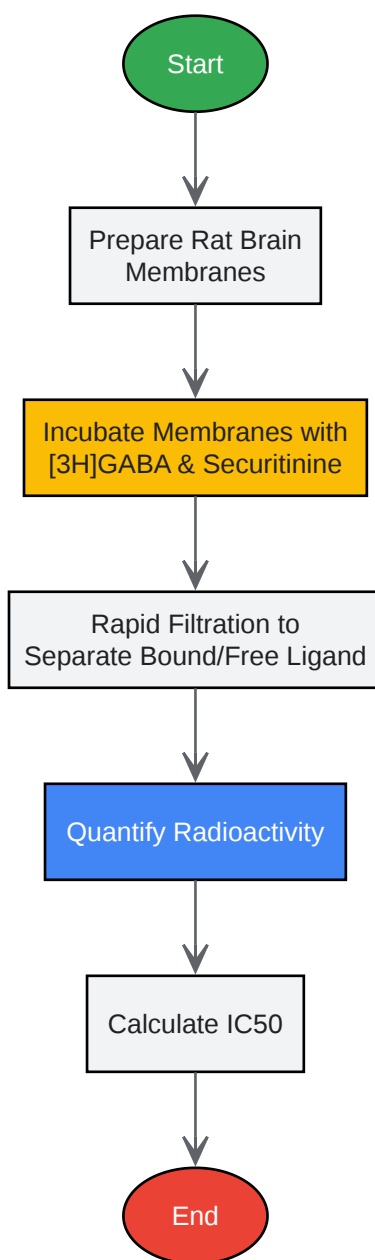 Start
Prepare Rat Brain
Membranes
Incubate Membranes with
[3H]GABA & Securitinine
Rapid Filtration to
Separate Bound/Free Ligand
Quantify Radioactivity
Calculate IC50
End